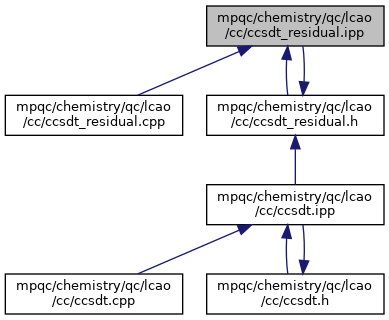 mpqc/chemistry/qc/lcao
/cc/ccsdt_residual.ipp
mpqc/chemistry/qc/lcao
/cc/ccsdt_residual.cpp
mpqc/chemistry/qc/lcao
/cc/ccsdt_residual.h
mpqc/chemistry/qc/lcao
/cc/ccsdt.ipp
mpqc/chemistry/qc/lcao
/cc/ccsdt.cpp
mpqc/chemistry/qc/lcao
/cc/ccsdt.h